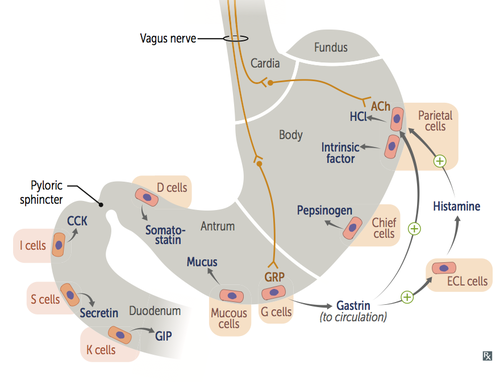 Vagus nerve
Fundus
Cardia
ACh
HCl
Parietal
cells
Body
Intrinsic
factor
Pyloric
sphincter
D cells
Pepsinogen
Histamine
CCK
Somato-
statin
Antrum
Chief
cells
I cells
Mucus
GRP
ECL cells
S cells
Secretin
Duodenum
Mucous
cells
G cells
Gastrin
(to circulation)
GIP
K cells
+
+
+
Rx